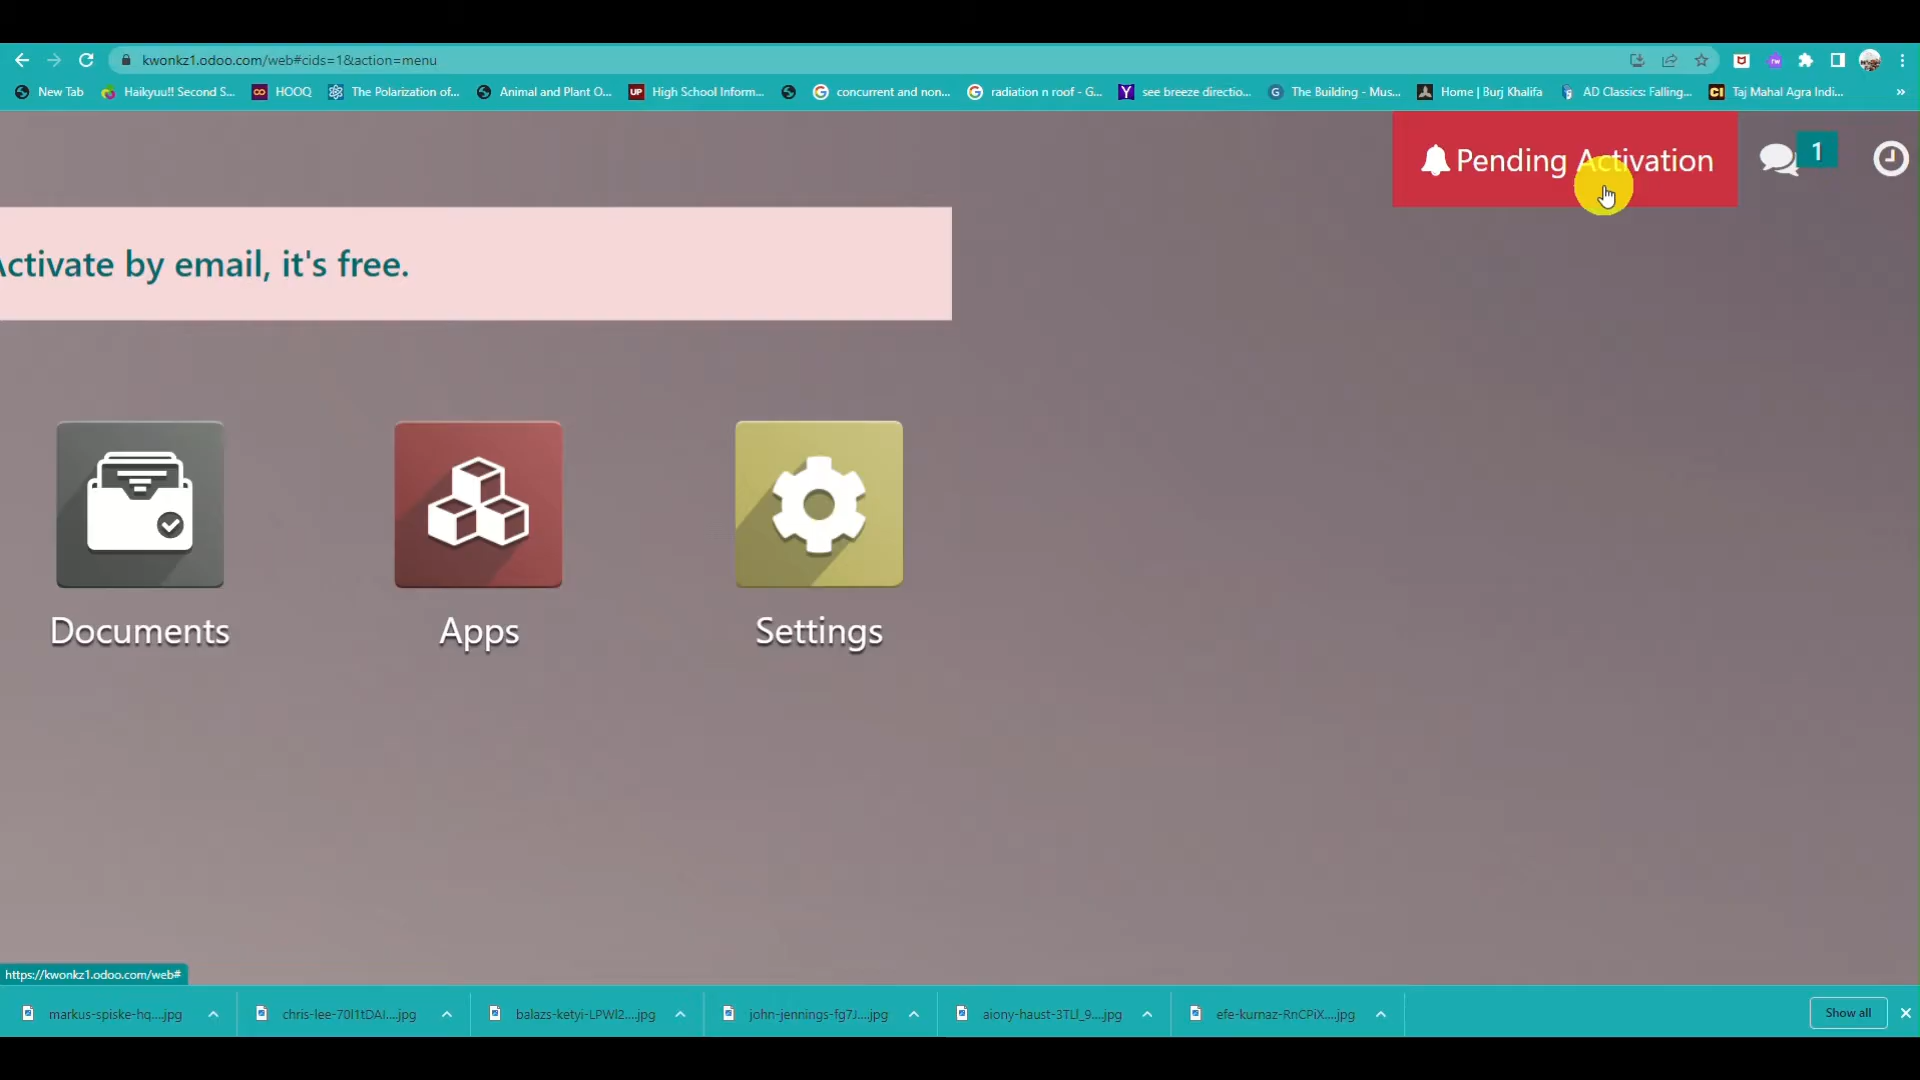 kwonkz1.odoo.com/web#cids=1&action=menu
New Tab
Haikyuu!! Second S...
HOOQ
The Polarization of...
Animal and Plant O...
UP
High School Inform...
concurrent and non...
radiation n roof - G...
see breeze directio...
The Building - Mus...
Home | Burj Khalifa
AD Classics: Falling...
CI
Taj Mahal Agra Indi...
»
Pending Activation
1
Activate by email, it's free.
Documents
Apps
Settings
https://kwonkz1.odoo.com/web#
markus-spiske-hq....jpg
chris-lee-70l1tDAI....jpg
balazs-ketyi-LPWl2....jpg
john-jennings-fg7J....jpg
aiony-haust-3TLl_9....jpg
efe-kurnaz-RnCPiX....jpg
Show all